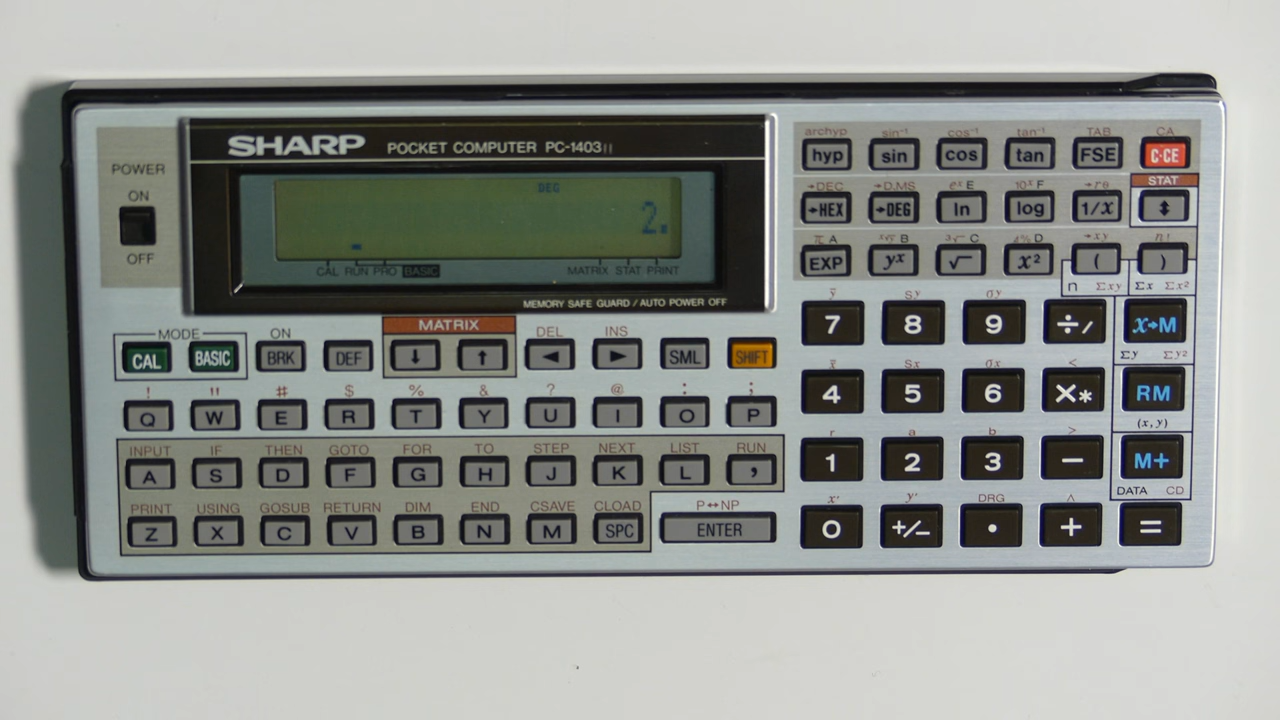 SHARP POCKET COMPUTER PC-1403II
POWER
ON
OFF
DEG
2.
CAL RUN PRO BASIC MATRIX STAT PRINT
MEMORY SAFE GUARD / AUTO POWER OFF
MODE ON MATRIX DEL INS
CAL BASIC BRK DEF ↓ ↑ ◄ ► SML SHIFT
! " # $ % & ? @ : ;
Q W E R T Y U I O P
INPUT IF THEN GOTO FOR TO STEP NEXT LIST RUN
A S D F G H J K L ,
PRINT USING GOSUB RETURN DIM END CSAVE CLOAD P↔NP
Z X C V B N M SPC ENTER
archyp sin⁻¹ cos⁻¹ tan⁻¹ TAB CA
hyp sin cos tan FSE C·CE
→DEC →D.MS eˣ E 10ˣ F →rθ STAT
→HEX →DEG ln log 1/x ↕
π A B ³√ C D →xy n!
EXP yˣ √ x² ( )
n Σxy Σx Σx²
ȳ Sy σy
7 8 9 ÷/ x→M
Σy Σy²
x̄ Sx σx <
4 5 6 ×* RM
(x,y)
r a b >
1 2 3 − M+
DATA CD
x' y' DRG ^
0 +/− · + =